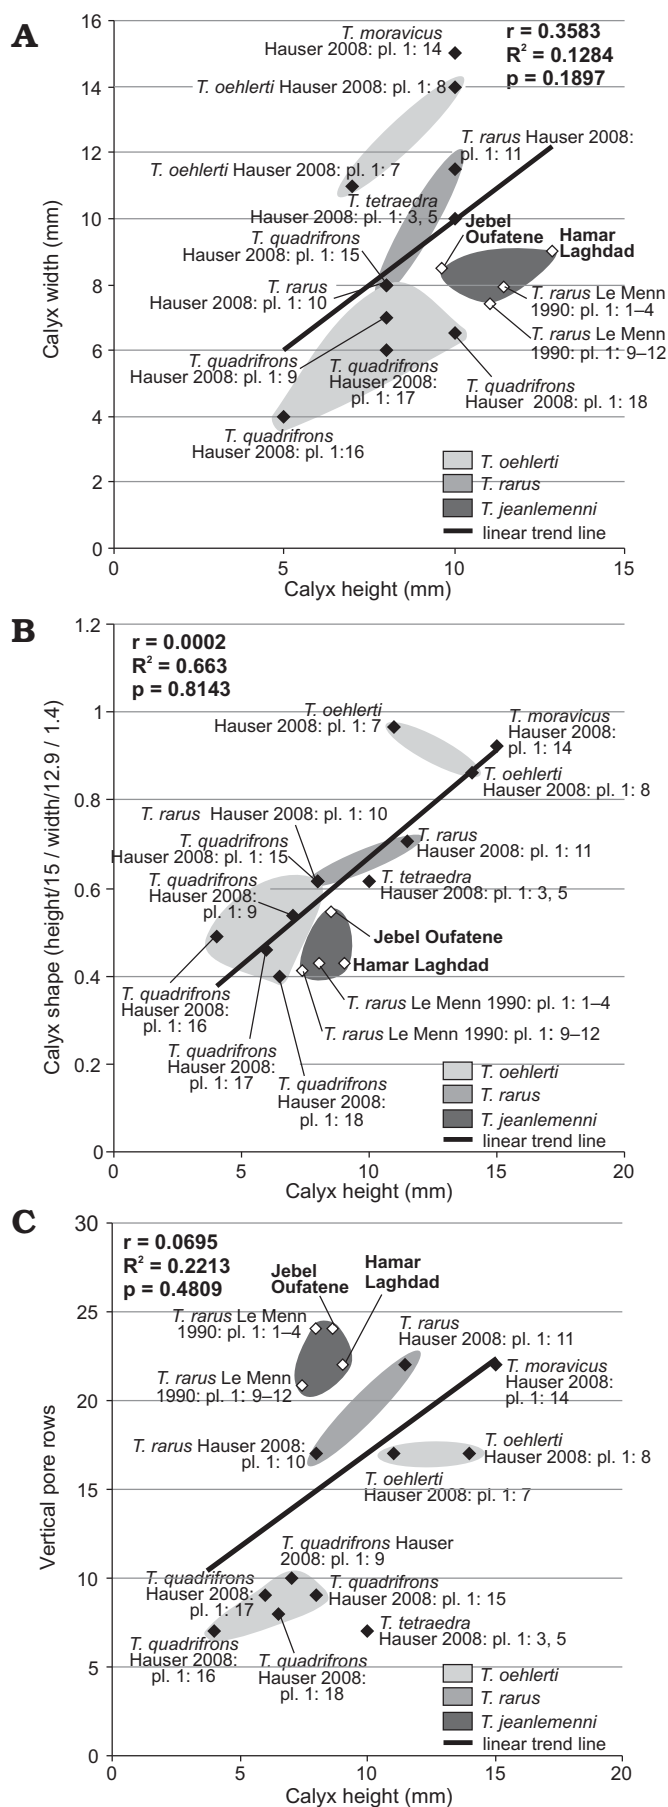 A
16
14
12
10
8
6
4
2
0
0
5
10
15
Calyx width (mm)
Calyx height (mm)
r = 0.3583
R² = 0.1284
p = 0.1897
T. moravicus
Hauser 2008: pl. 1: 14
T. oehlerti Hauser 2008: pl. 1: 8
T. rarus Hauser 2008:
pl. 1: 11
T. oehlerti Hauser 2008: pl. 1: 7
T. tetraedra
Hauser 2008: pl. 1: 3, 5
Jebel
Oufatene
Hamar
Laghdad
T. quadrifrons
Hauser 2008: pl. 1: 15
T. rarus
Hauser 2008: pl. 1: 10
T. rarus Le Menn
1990: pl. 1: 1–4
T. rarus Le Menn
1990: pl. 1: 9–12
T. quadrifrons
Hauser 2008: pl. 1: 9
T. quadrifrons
Hauser 2008:
pl. 1: 17
T. quadrifrons
Hauser 2008: pl. 1: 18
T. quadrifrons
Hauser 2008: pl. 1:16
T. oehlerti
T. rarus
T. jeanlemenni
linear trend line
B
1.2
1
0.8
0.6
0.4
0.2
0
0
5
10
15
20
Calyx shape (height/15 / width/12.9 / 1.4)
Calyx height (mm)
r = 0.0002
R² = 0.663
p = 0.8143
T. oehlerti
Hauser 2008: pl. 1: 7
T. moravicus
Hauser 2008:
pl. 1: 14
T. oehlerti
Hauser 2008: pl. 1: 8
T. rarus Hauser 2008: pl. 1: 10
T. quadrifrons
Hauser 2008: pl. 1: 15
T. rarus
Hauser 2008: pl. 1: 11
T. quadrifrons
Hauser 2008:
pl. 1: 9
T. tetraedra
Hauser 2008: pl. 1: 3, 5
Jebel Oufatene
Hamar Laghdad
T. quadrifrons
Hauser 2008:
pl. 1: 16
T. rarus Le Menn 1990: pl. 1: 1–4
T. rarus Le Menn 1990: pl. 1: 9–12
T. quadrifrons
Hauser 2008:
pl. 1: 17
T. quadrifrons
Hauser 2008:
pl. 1: 18
T. oehlerti
T. rarus
T. jeanlemenni
linear trend line
C
30
25
20
15
10
5
0
0
5
10
15
20
Vertical pore rows
Calyx height (mm)
r = 0.0695
R² = 0.2213
p = 0.4809
Jebel
Oufatene
Hamar
Laghdad
T. rarus Le Menn
1990: pl. 1: 1–4
T. rarus
Hauser 2008: pl. 1: 11
T. rarus Le Menn
1990: pl. 1: 9–12
T. moravicus
Hauser 2008:
pl. 1: 14
T. rarus Hauser 2008:
pl. 1: 10
T. oehlerti
Hauser 2008: pl. 1: 8
T. oehlerti
Hauser 2008: pl. 1: 7
T. quadrifrons Hauser
2008: pl. 1: 9
T. quadrifrons
Hauser 2008:
pl. 1: 17
T. quadrifrons
Hauser 2008: pl. 1: 15
T. quadrifrons
Hauser 2008:
pl. 1: 16
T. tetraedra
Hauser 2008: pl. 1: 3, 5
T. quadrifrons
Hauser 2008:
pl. 1: 18
T. oehlerti
T. rarus
T. jeanlemenni
linear trend line